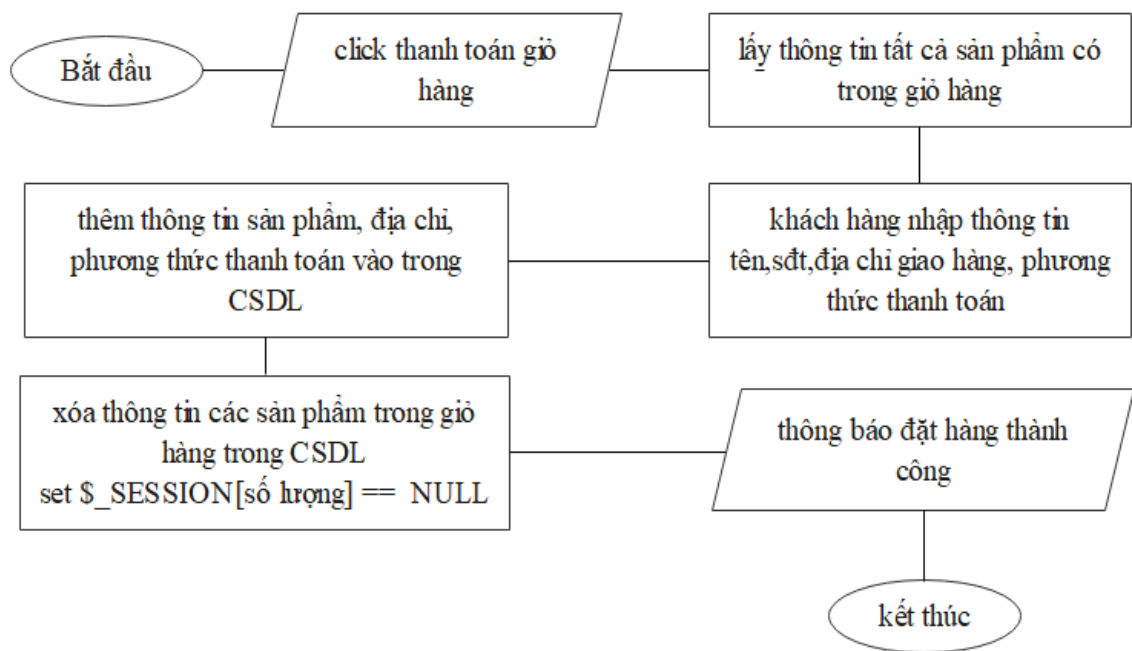 Bắt đầu
click thanh toán giỏ
hàng
lấy thông tin tất cả sản phẩm có
trong giỏ hàng
khách hàng nhập thông tin
tên,sđt,địa chỉ giao hàng, phương
thức thanh toán
thêm thông tin sản phẩm, địa chỉ,
phương thức thanh toán vào trong
CSDL
xóa thông tin các sản phẩm trong giỏ
hàng trong CSDL
set $_SESSION[số lượng] == NULL
thông báo đặt hàng thành
công
kết thúc